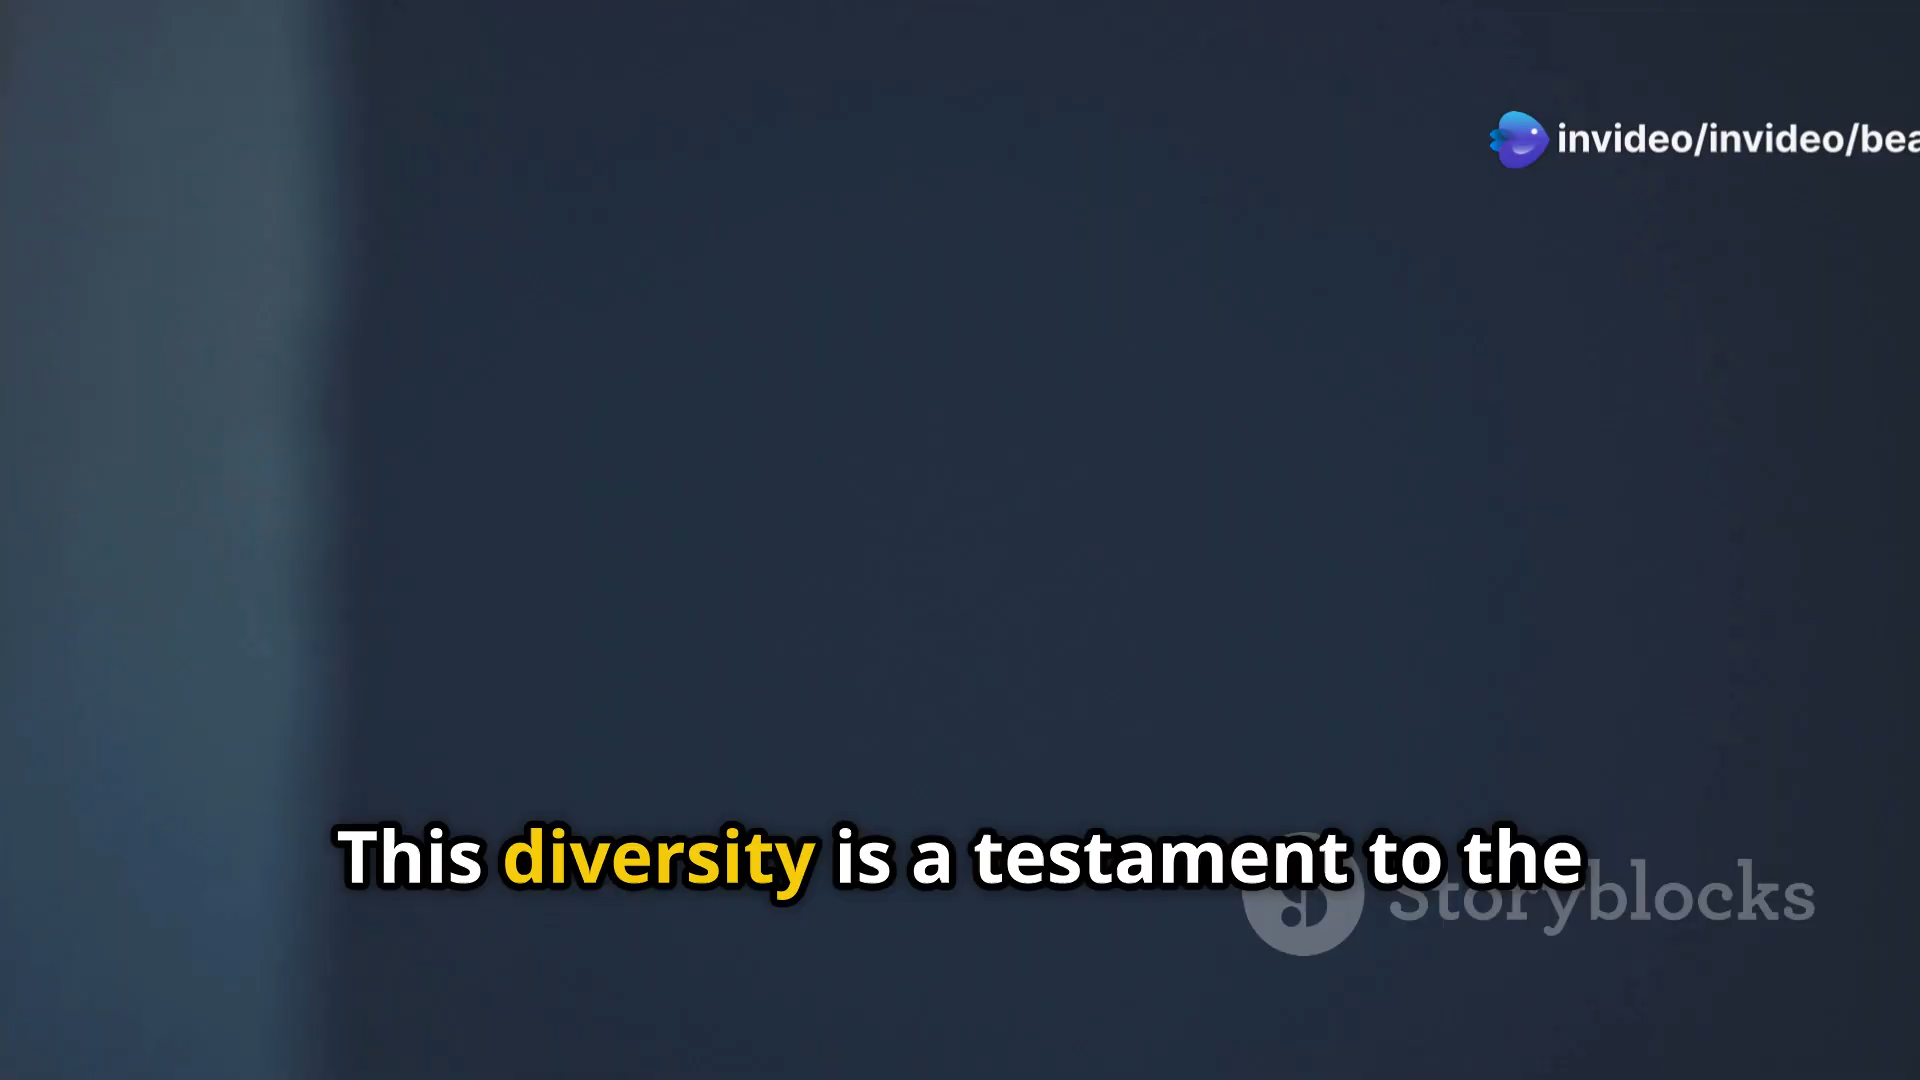 invideo/invideo/bea
This diversity is a testament to the
Storyblocks